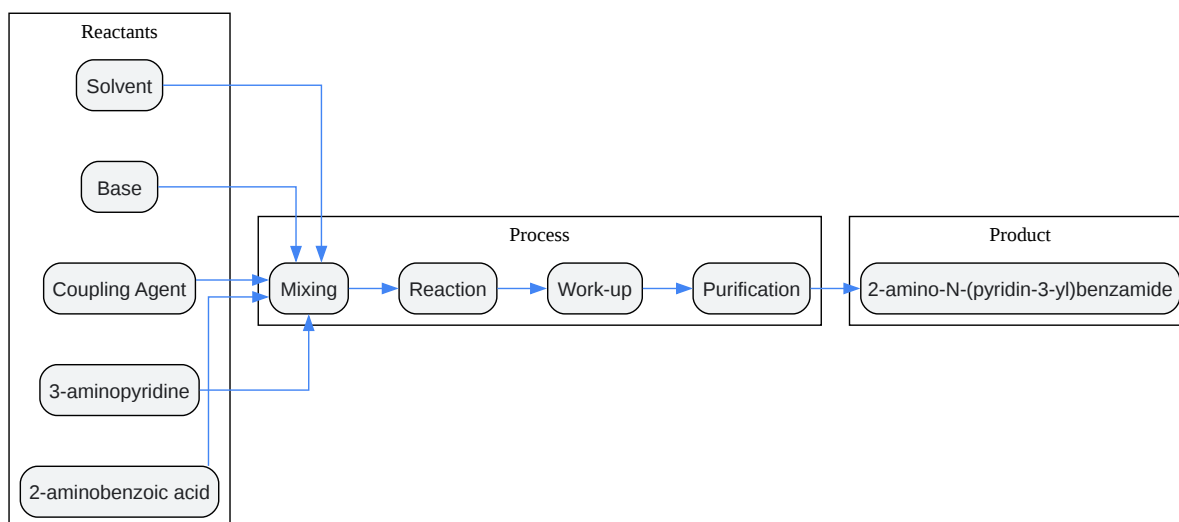 Reactants
Solvent
Base
Coupling Agent
3-aminopyridine
2-aminobenzoic acid
Process
Mixing
Reaction
Work-up
Purification
Product
2-amino-N-(pyridin-3-yl)benzamide